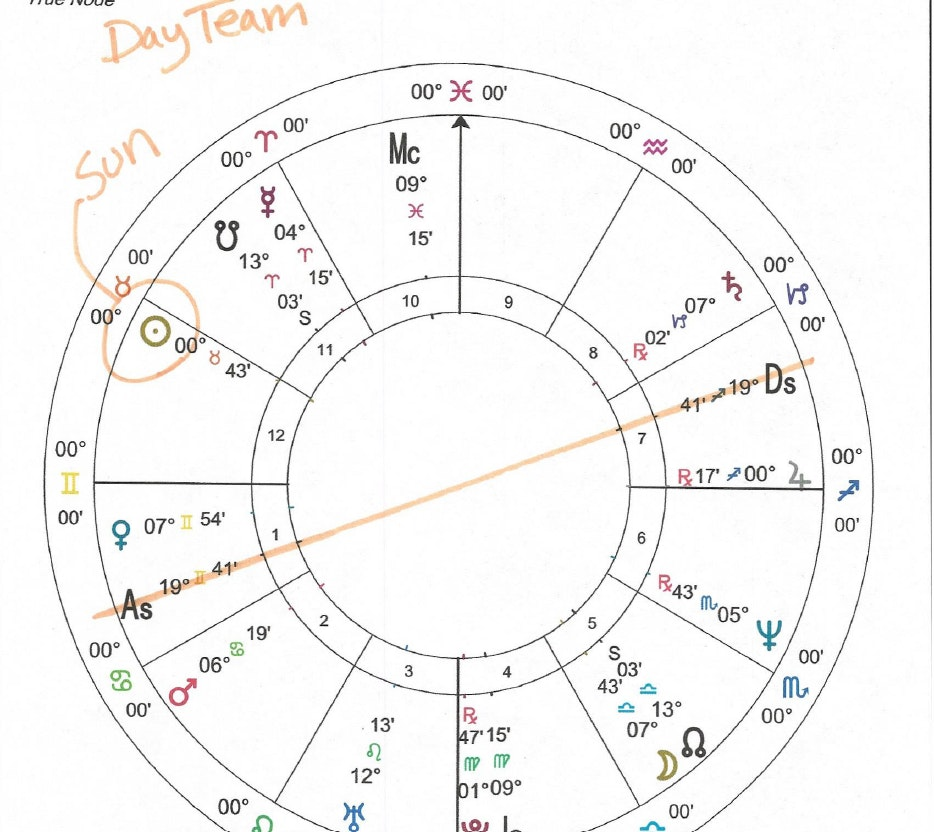 True Node
Day Team
00° ♓ 00'
00° ♈ 00'
00° ♒ 00'
Sun
Mc
09°
♓
15'
☿
04°
♈
15'
☋
13°
♈
03'
S
00° ♉ 00'
☉ 00° ♉ 43'
00° ♑ 00'
♄ 07° ♑ 02' ℞
10
9
11
8
12
7
1
6
2
5
3
4
Ds 19° ♐ 41'
00° ♊ 00'
00° ♐ 00'
♃ 00° ♐ 17' ℞
♀ 07° ♊ 54'
As 19° ♊ 41'
00° ♋ 00'
♂ 06° ♋ 19'
♆ 05° ♏ 43' ℞
00' ♏ 00°
13'
♌
12°
♅
00° ♌
℞
47' 15'
♍ ♍
01° 09°
♇
S
03'
43' ♎
♎ 13°
07° ☊
☽
00'
♎